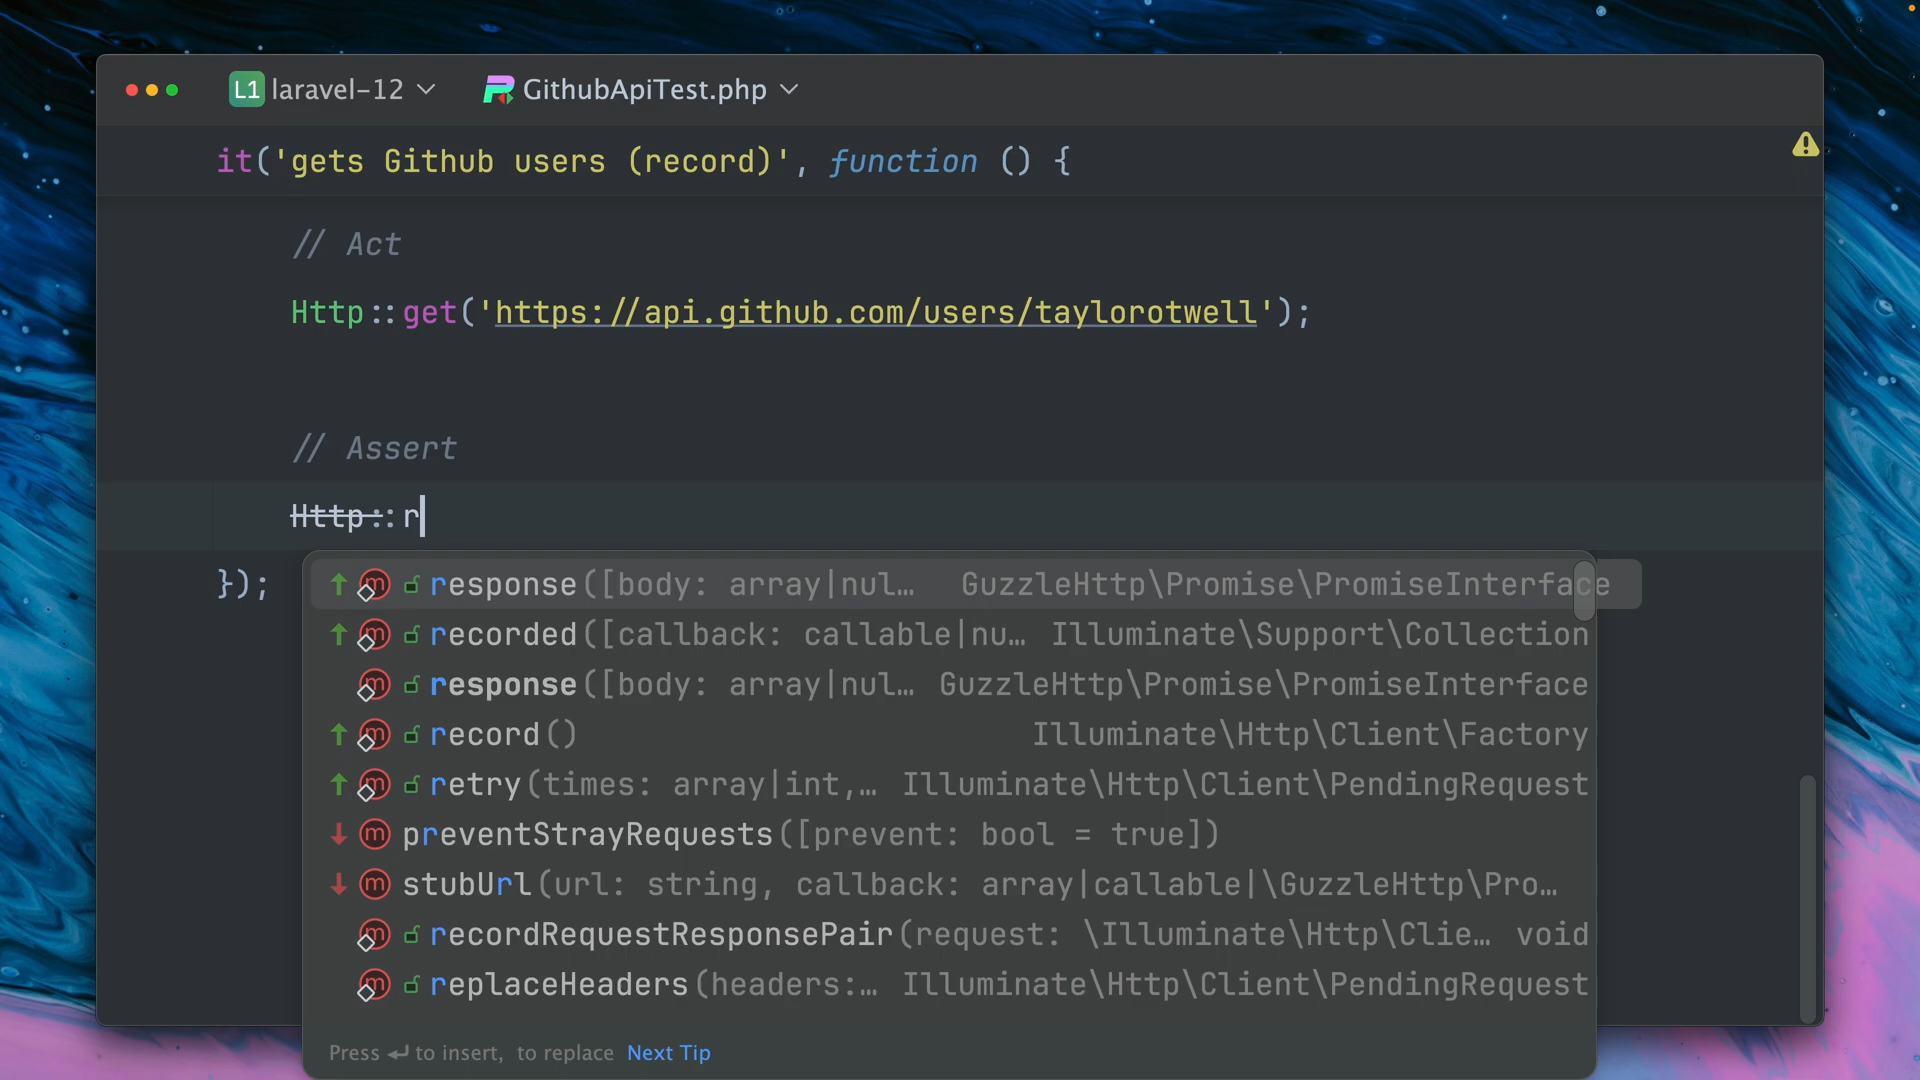 L1 laravel-12 GithubApiTest.php
it('gets Github users (record)', function () {
// Act
Http::get('https://api.github.com/users/taylorotwell');
// Assert
Http::r
});
response([body: array|nul… GuzzleHttp\Promise\PromiseInterface
recorded([callback: callable|nu… Illuminate\Support\Collection
response([body: array|nul… GuzzleHttp\Promise\PromiseInterface
record() Illuminate\Http\Client\Factory
retry(times: array|int,… Illuminate\Http\Client\PendingRequest
preventStrayRequests([prevent: bool = true])
stubUrl(url: string, callback: array|callable|\GuzzleHttp\Pro…
recordRequestResponsePair(request: \Illuminate\Http\Clie… void
replaceHeaders(headers:… Illuminate\Http\Client\PendingRequest
Press ↵ to insert, to replace Next Tip